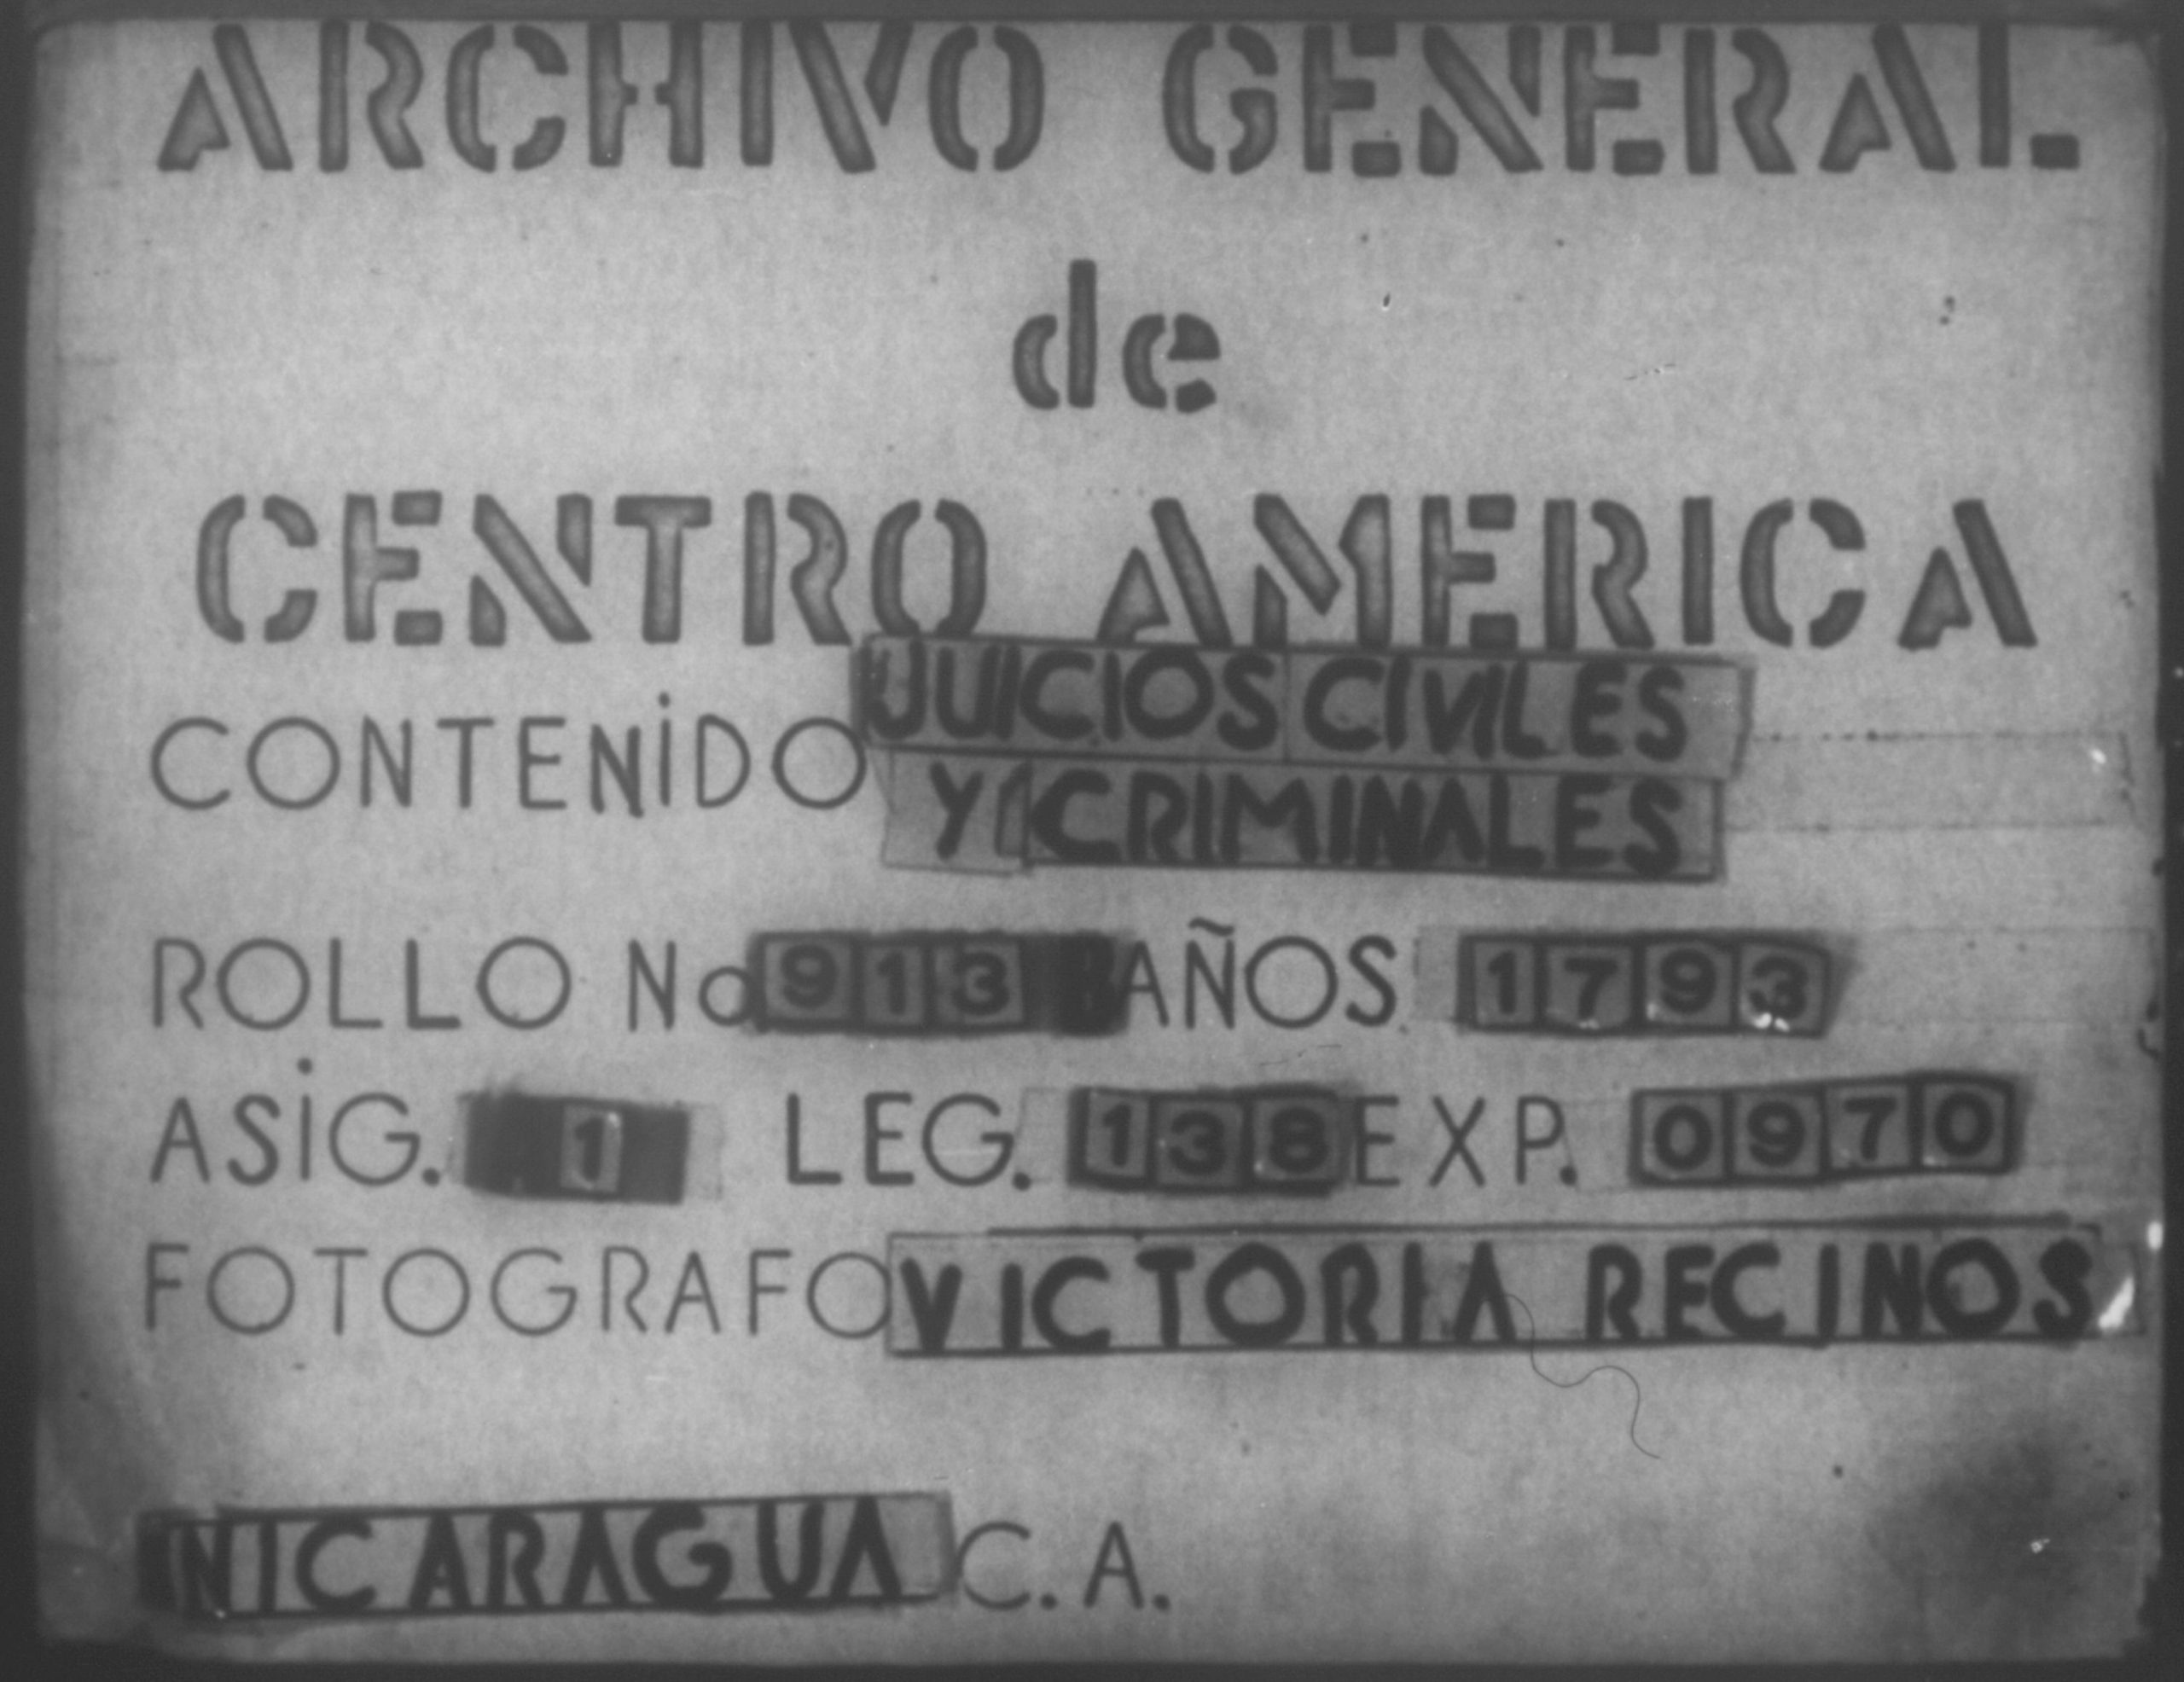 ARCHIVO GENERAL
de
CENTRO AMERICA
CONTENIDO JUICIOS CIVILES
Y CRIMINALES
ROLLO No 913 AÑOS 1793
ASIG. 1 LEG. 138 EXP. 0970
FOTOGRAFO VICTORIA RECINOS
NICARAGUA C. A.